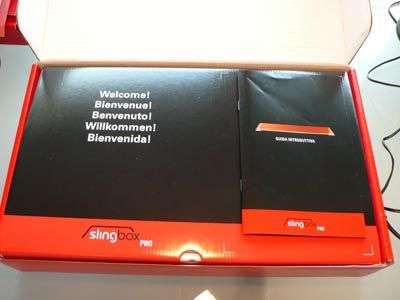 Welcome!
Bienvenue!
Benvenuto!
Willkommen!
Bienvenida!
slingbox
PRO
GUIDA INTRODUTTIVA
slingbox
PRO